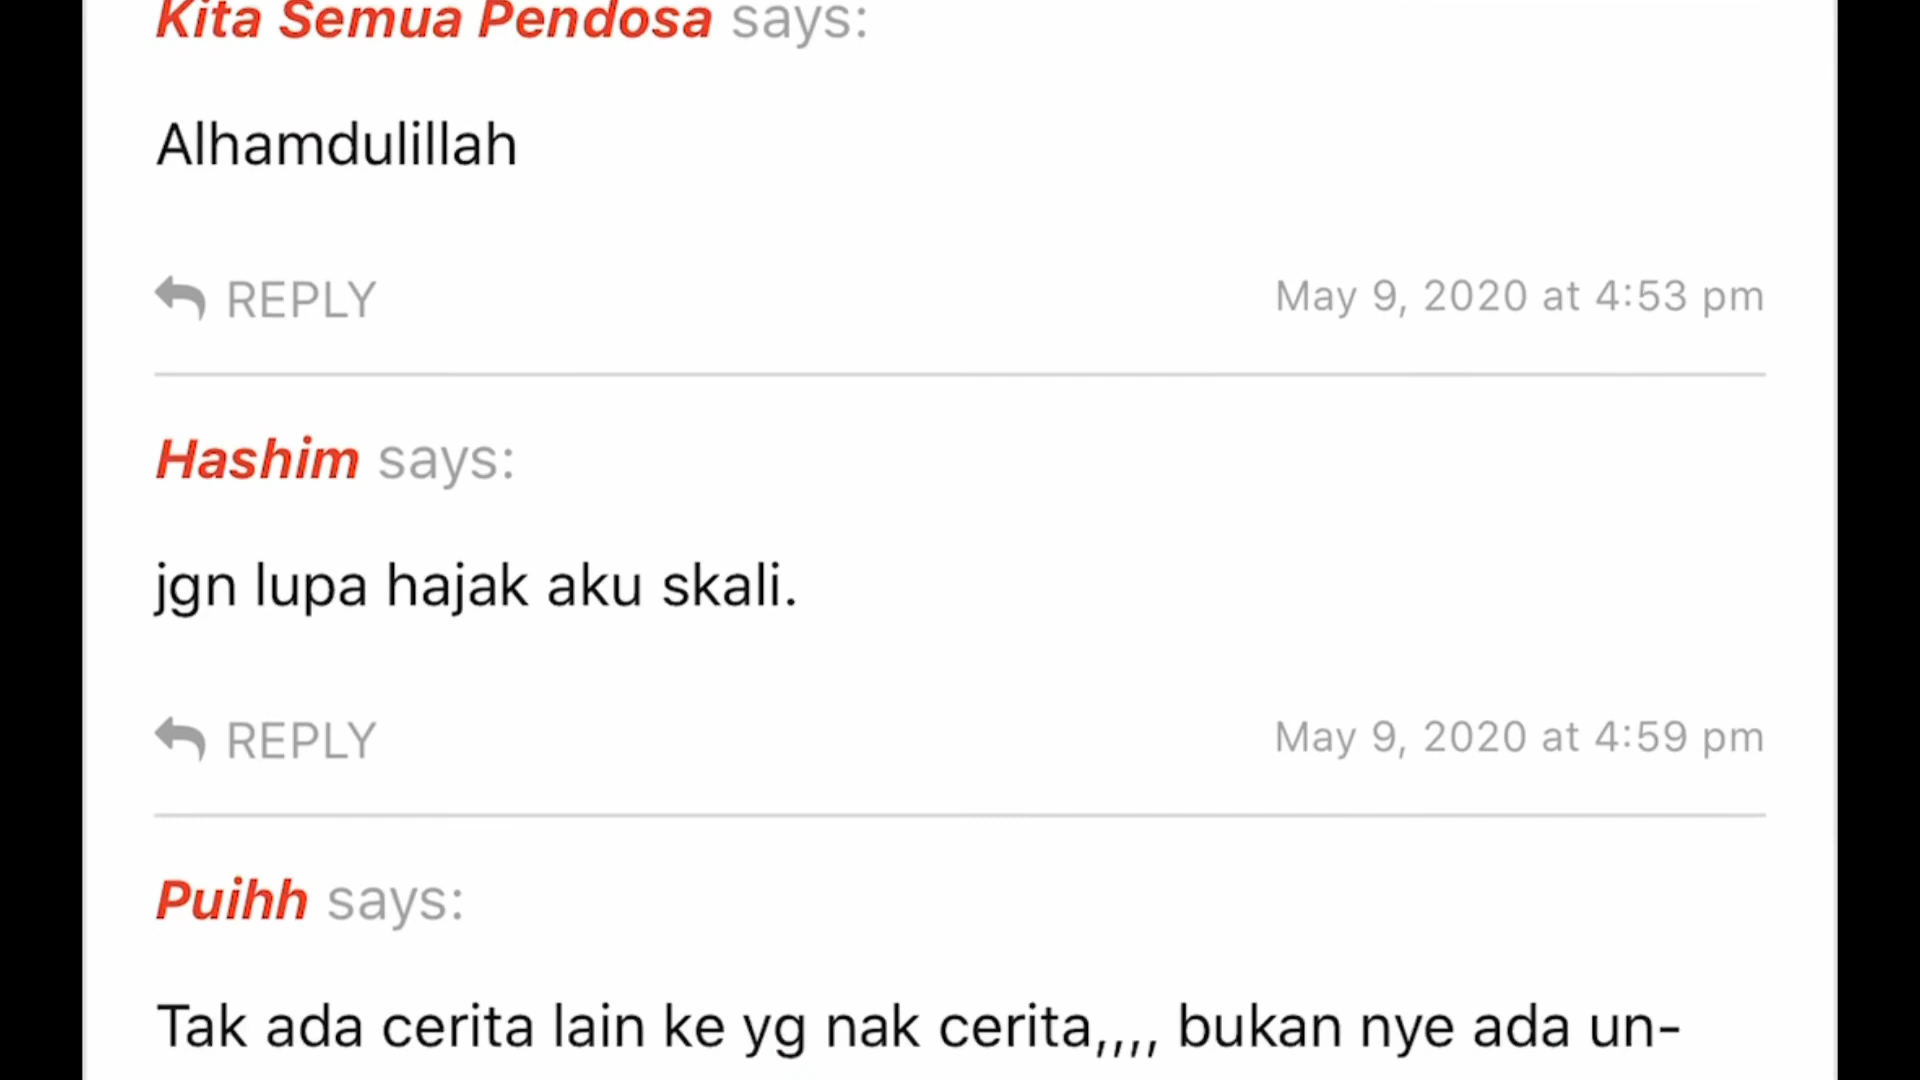 Kita Semua Pendosa says:
Alhamdulillah
REPLY
May 9, 2020 at 4:53 pm
Hashim says:
jgn lupa hajak aku skali.
REPLY
May 9, 2020 at 4:59 pm
Puihh says:
Tak ada cerita lain ke yg nak cerita,,,, bukan nye ada un-